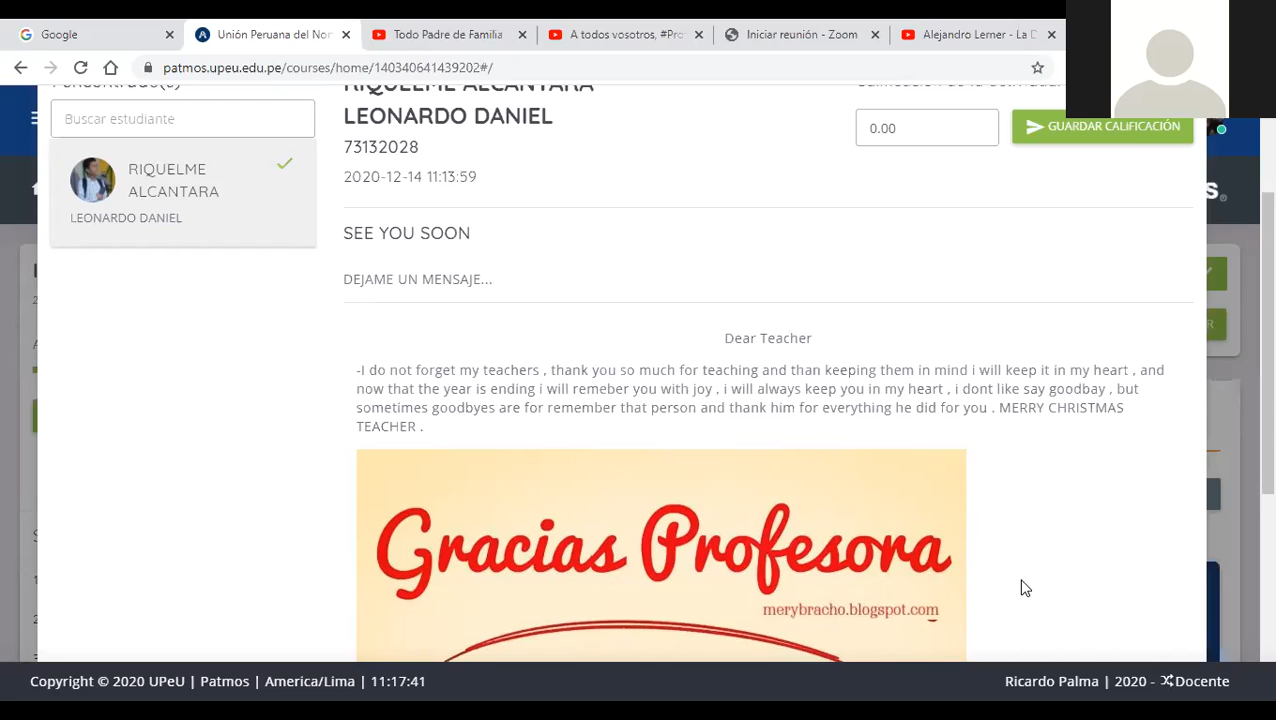 Google
Unión Peruana del Nor
Todo Padre de Familia
A todos vosotros, #Pro
Iniciar reunión - Zoom
Alejandro Lerner - La D
patmos.upeu.edu.pe/courses/home/140340641439202#/
RIQUELME ALCANTARA
LEONARDO DANIEL
73132028
2020-12-14 11:13:59
0.00
GUARDAR CALIFICACIÓN
Buscar estudiante
RIQUELME
ALCANTARA
LEONARDO DANIEL
SEE YOU SOON
DEJAME UN MENSAJE...
Dear Teacher
-I do not forget my teachers , thank you so much for teaching and than keeping them in mind i will keep it in my heart , and
now that the year is ending i will remeber you with joy , i will always keep you in my heart , i dont like say goodbay , but
sometimes goodbyes are for remember that person and thank him for everything he did for you . MERRY CHRISTMAS
TEACHER .
Gracias Profesora
merybracho.blogspot.com
Copyright © 2020 UPeU | Patmos | America/Lima | 11:17:41
Ricardo Palma | 2020 - Docente